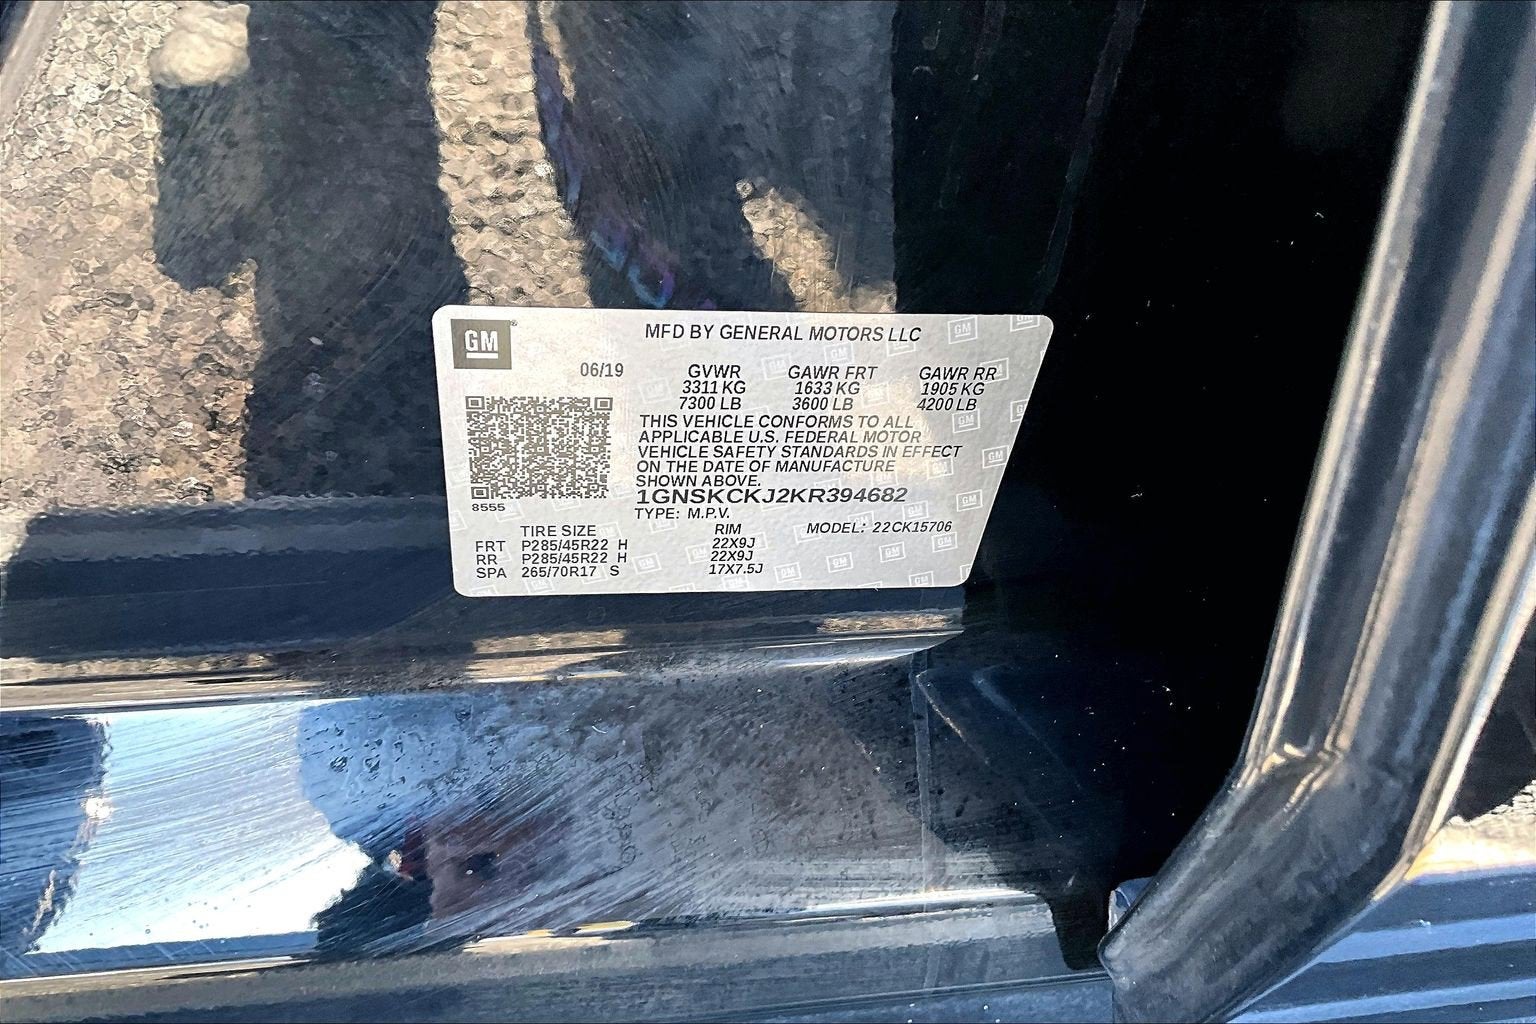 GM
MFD BY GENERAL MOTORS LLC
06/19 GVWR GAWR FRT GAWR RR
3311 KG 1633 KG 1905 KG
7300 LB 3600 LB 4200 LB
THIS VEHICLE CONFORMS TO ALL
APPLICABLE U.S. FEDERAL MOTOR
VEHICLE SAFETY STANDARDS IN EFFECT
ON THE DATE OF MANUFACTURE
SHOWN ABOVE.
1GNSKCKJ2KR394682
8555
TYPE: M.P.V.
TIRE SIZE RIM MODEL: 22CK15706
FRT P285/45R22 H 22X9J
RR P285/45R22 H 22X9J
SPA 265/70R17 S 17X7.5J